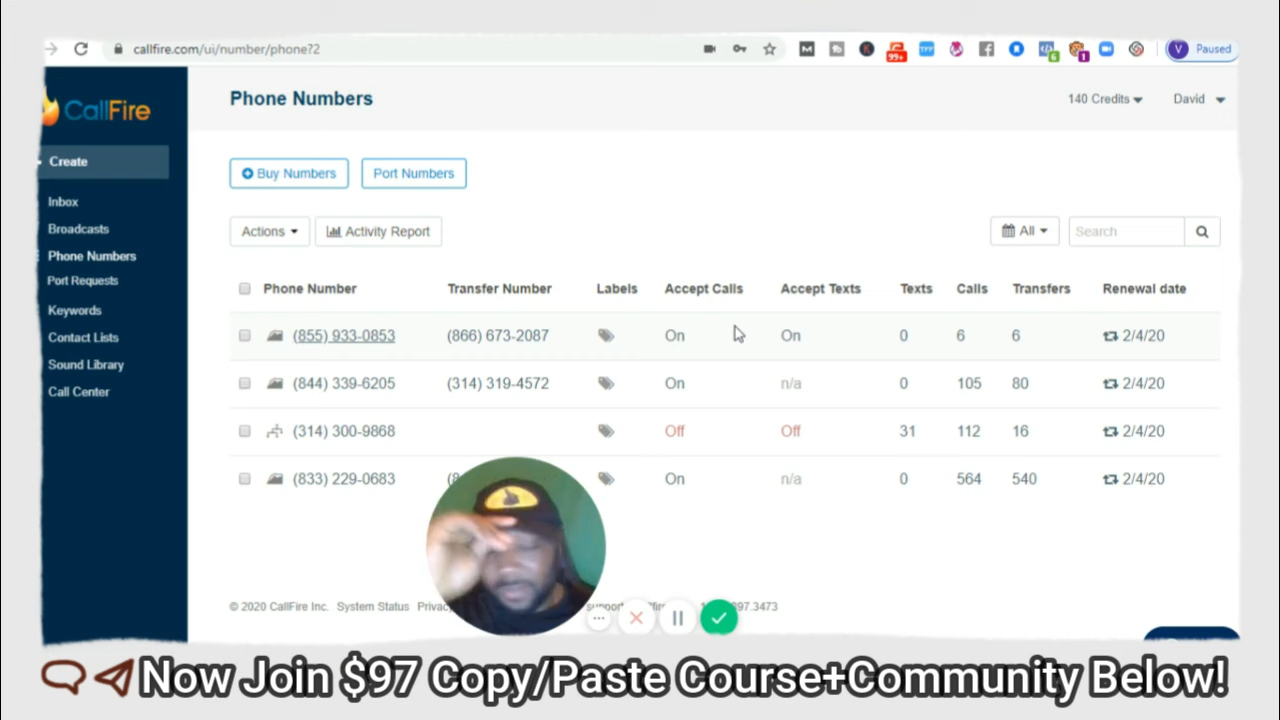 callfire.com/ui/number/phone?2
99+
6
1
V Paused
CallFire
Phone Numbers
140 Credits
David
Create
Buy Numbers
Port Numbers
Inbox
Broadcasts
Phone Numbers
Port Requests
Keywords
Contact Lists
Sound Library
Call Center
Actions
Activity Report
All
Search
Phone Number Transfer Number Labels Accept Calls Accept Texts Texts Calls Transfers Renewal date
(855) 933-0853 (866) 673-2087 On On 0 6 6 2/4/20
(844) 339-6205 (314) 319-4572 On n/a 0 105 80 2/4/20
(314) 300-9868 Off Off 31 112 16 2/4/20
(833) 229-0683 On n/a 0 564 540 2/4/20
© 2020 CallFire Inc. System Status
Now Join $97 Copy/Paste Course+Community Below!